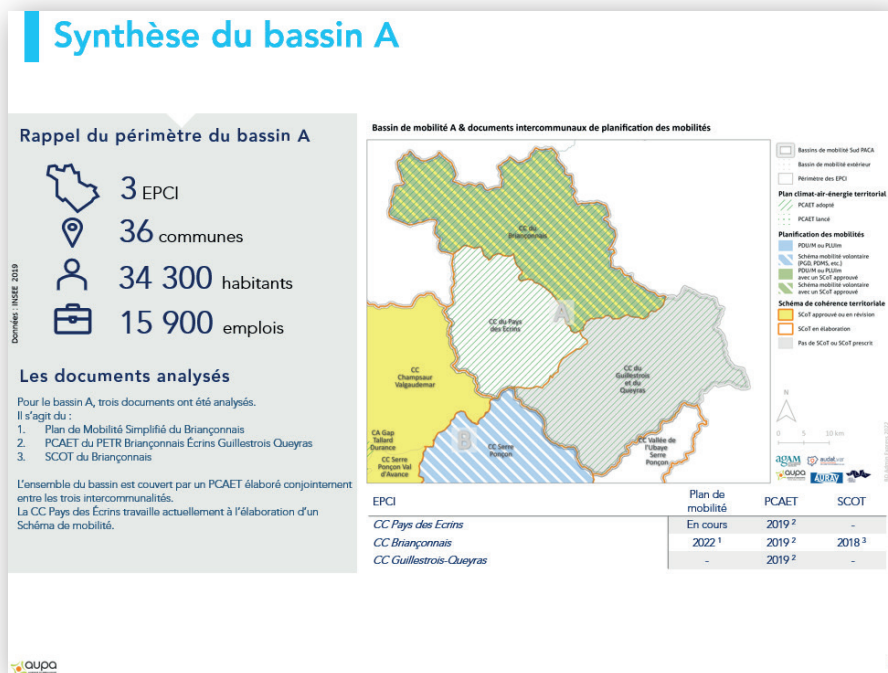 Synthèse du bassin A
Rappel du périmètre du bassin A
3 EPCI
36 communes
34 300 habitants
15 900 emplois
Données : INSEE 2019
Les documents analysés
Pour le bassin A, trois documents ont été analysés.
Il s'agit du :
1. Plan de Mobilité Simplifié du Briançonnais
2. PCAET du PETR Briançonnais Écrins Guillestrois Queyras
3. SCOT du Briançonnais
L'ensemble du bassin est couvert par un PCAET élaboré conjointement
entre les trois intercommunalités.
La CC Pays des Écrins travaille actuellement à l'élaboration d'un
Schéma de mobilité.
Bassin de mobilité A & documents intercommunaux de planification des mobilités
CC du
Briançonnais
A
CC du Pays
des Ecrins
CC du
Guillestrois
et du
Queyras
CC
Champsaur
Valgaudemar
B
CA Gap
Tallard
Durance
CC Serre
Ponçon
CC Serre
Ponçon Val
d'Avance
CC Vallée de
l'Ubaye
Serre
Ponçon
Bassins de mobilité Sud PACA
Bassin de mobilité extérieur
Périmètre des EPCI
Plan climat-air-énergie territorial
PCAET adopté
PCAET lancé
Planification des mobilités
PDU/M ou PLUIm
Schéma mobilité volontaire
(PGD, PDMS, etc.)
PDU/M ou PLUIm
avec un SCoT approuvé
Schéma mobilité volontaire
avec un SCoT approuvé
Schéma de cohérence territoriale
SCoT approuvé ou en révision
SCoT en élaboration
Pas de SCoT ou SCoT prescrit
N
0 5 10 km
agAM
audat.var
aupa
AURAV
EPCI Plan de mobilité PCAET SCOT
CC Pays des Ecrins En cours 2019 ² -
CC Briançonnais 2022 ¹ 2019 ² 2018 ³
CC Guillestrois-Queyras - 2019 ² -
aupa